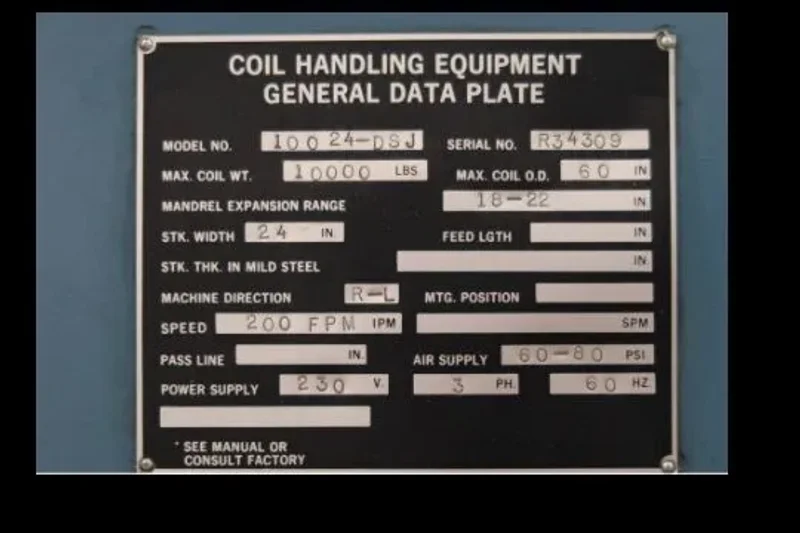 COIL HANDLING EQUIPMENT
GENERAL DATA PLATE
MODEL NO. 10024-DSJ SERIAL NO. R34309
MAX. COIL WT. 10000 LBS MAX. COIL O.D. 60 IN
MANDREL EXPANSION RANGE 18-22 IN.
STK. WIDTH 24 IN. FEED LGTH IN.
STK. THK. IN MILD STEEL IN.
MACHINE DIRECTION R-L MTG. POSITION
SPEED 200 FPM IPM SPM
PASS LINE IN. AIR SUPPLY 60-80 PSI
POWER SUPPLY 230 V. 3 PH. 60 HZ.
* SEE MANUAL OR
CONSULT FACTORY